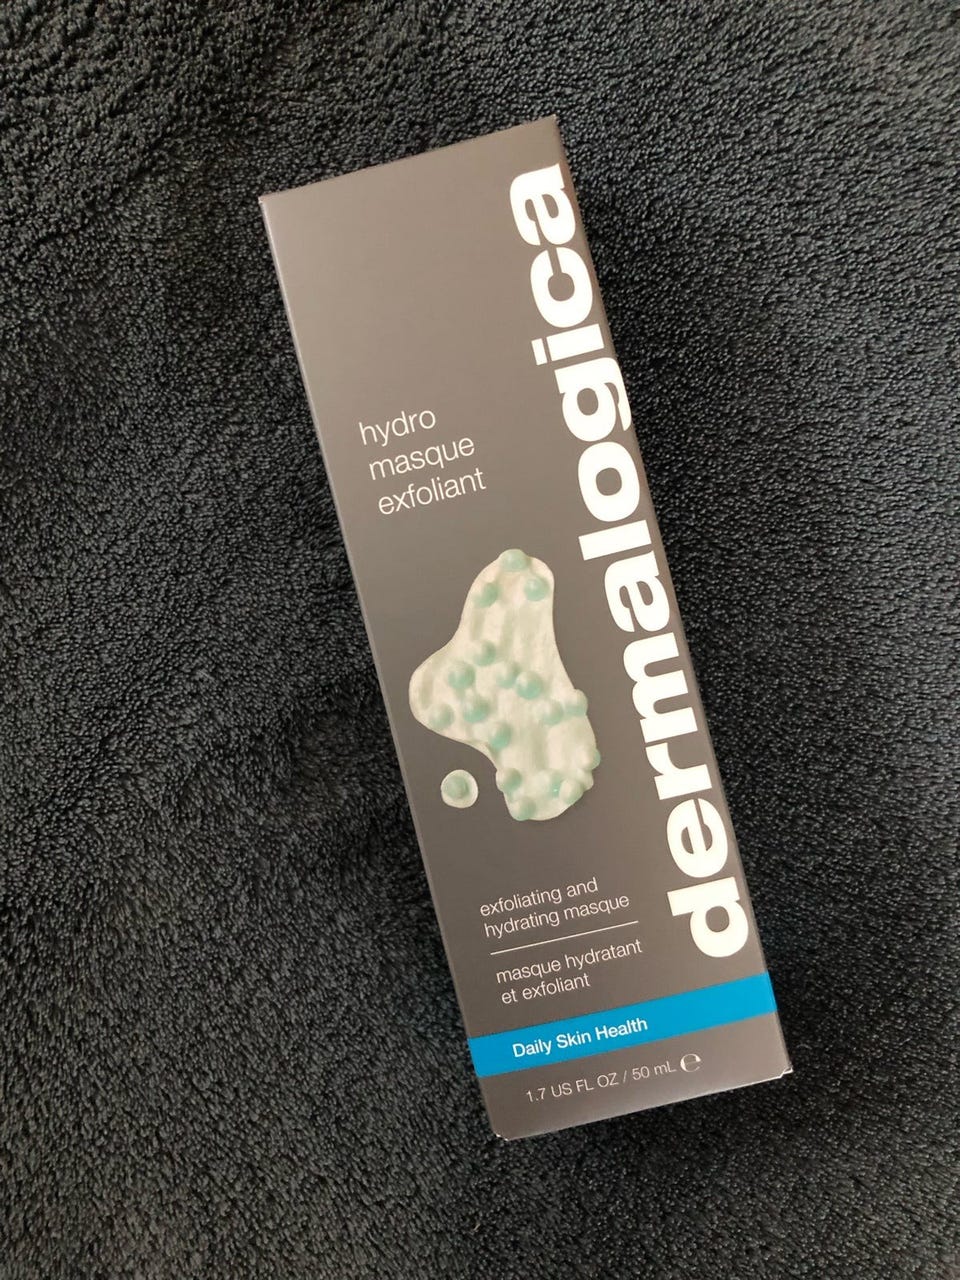 dermalogica
hydro
masque
exfoliant
exfoliating and
hydrating masque
masque hydratant
et exfoliant
Daily Skin Health
1.7 US FL OZ / 50 mL ℮